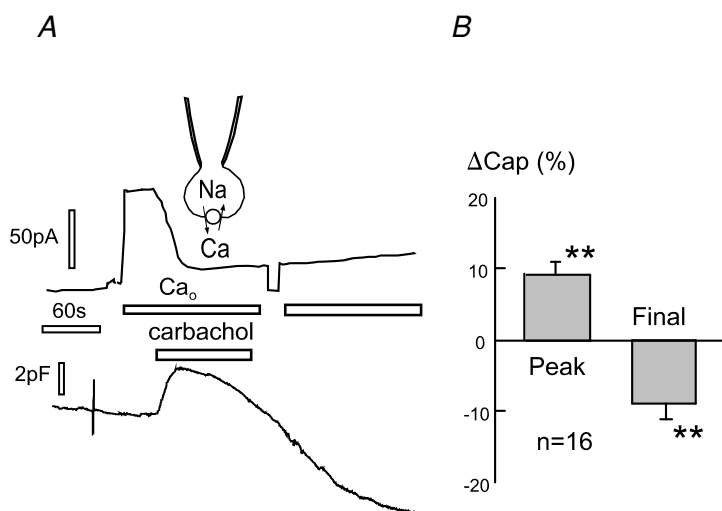 A
B
ΔCap (%)
Na
Ca
50pA
Ca₀
60s
carbachol
2pF
20
10
0
-10
-20
**
Final
Peak
**
n=16